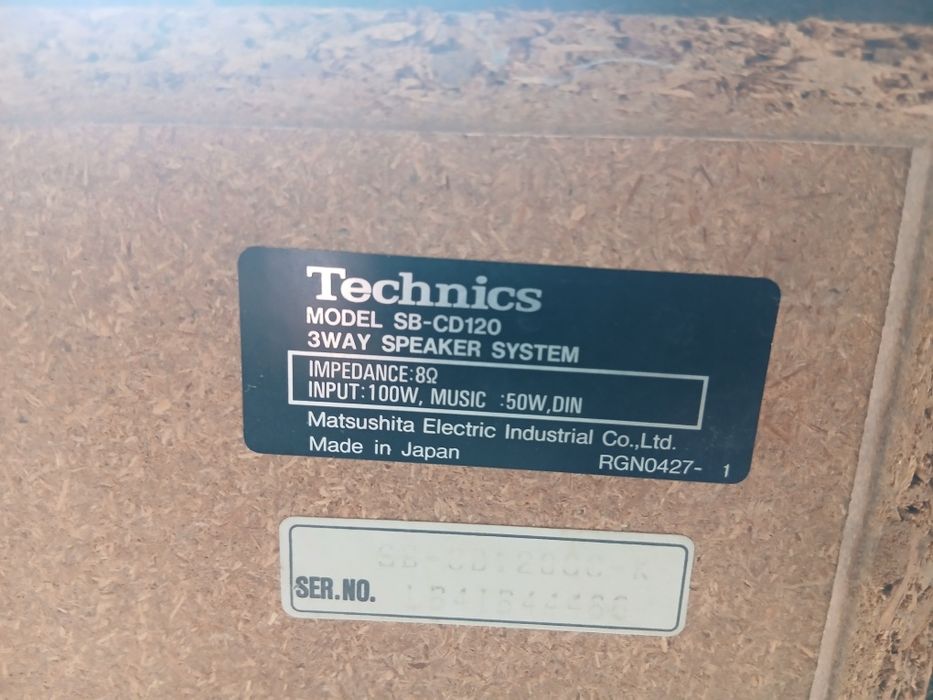 Technics
MODEL SB-CD120
3WAY SPEAKER SYSTEM
IMPEDANCE:8Ω
INPUT:100W, MUSIC :50W,DIN
Matsushita Electric Industrial Co.,Ltd.
Made in Japan RGN0427- 1
SER.NO.